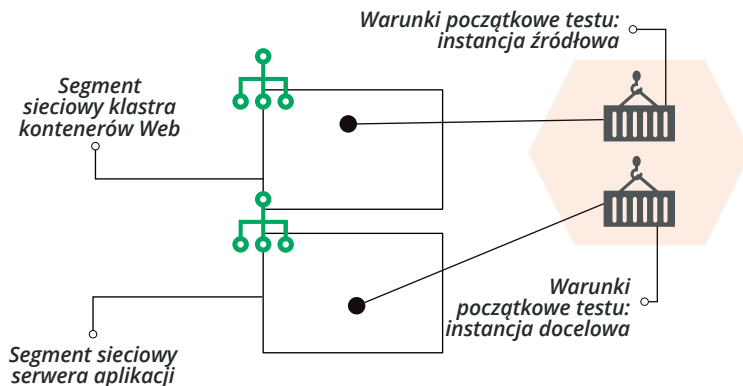 Warunki początkowe testu:
instancja źródłowa
Segment
sieciowy klastra
kontenerów Web
Warunki
początkowe testu:
instancja docelowa
Segment sieciowy
serwera aplikacji